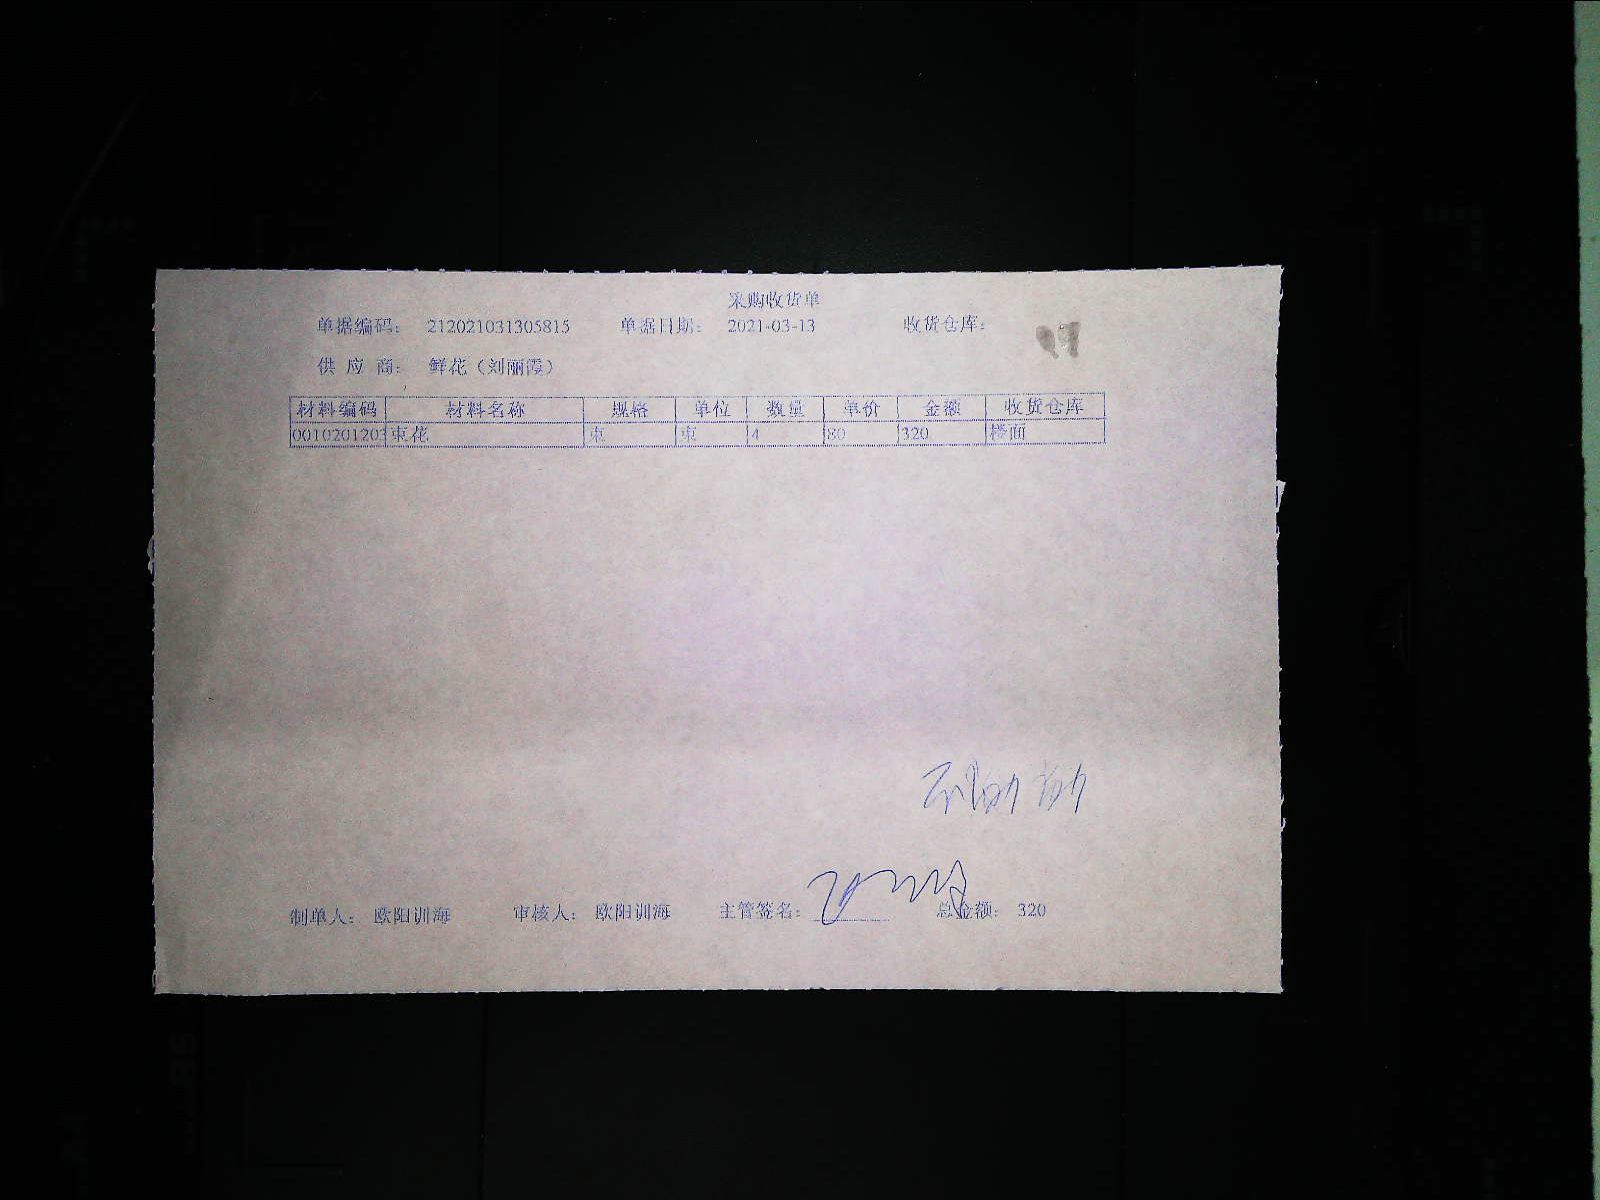 采购收货单
单据编码： 212021031305815 单据日期： 2021-03-13 收货仓库：
供 应 商： 鲜花（刘丽霞）
材料编码 材料名称 规格 单位 数量 单价 金额 收货仓库
0010201203 束花 束 束 4 80 320 楼面
制单人： 欧阳训海 审核人： 欧阳训海 主管签名： 总金额： 320